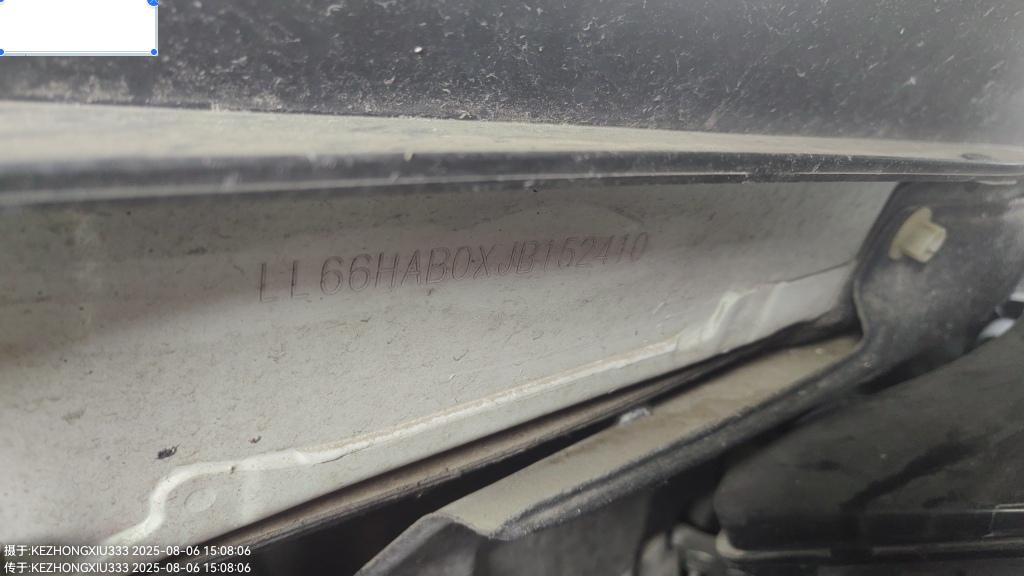 LL66HAB0XJB152410
摄于:KEZHONGXIU333 2025-08-06 15:08:06
传于:KEZHONGXIU333 2025-08-06 15:08:06